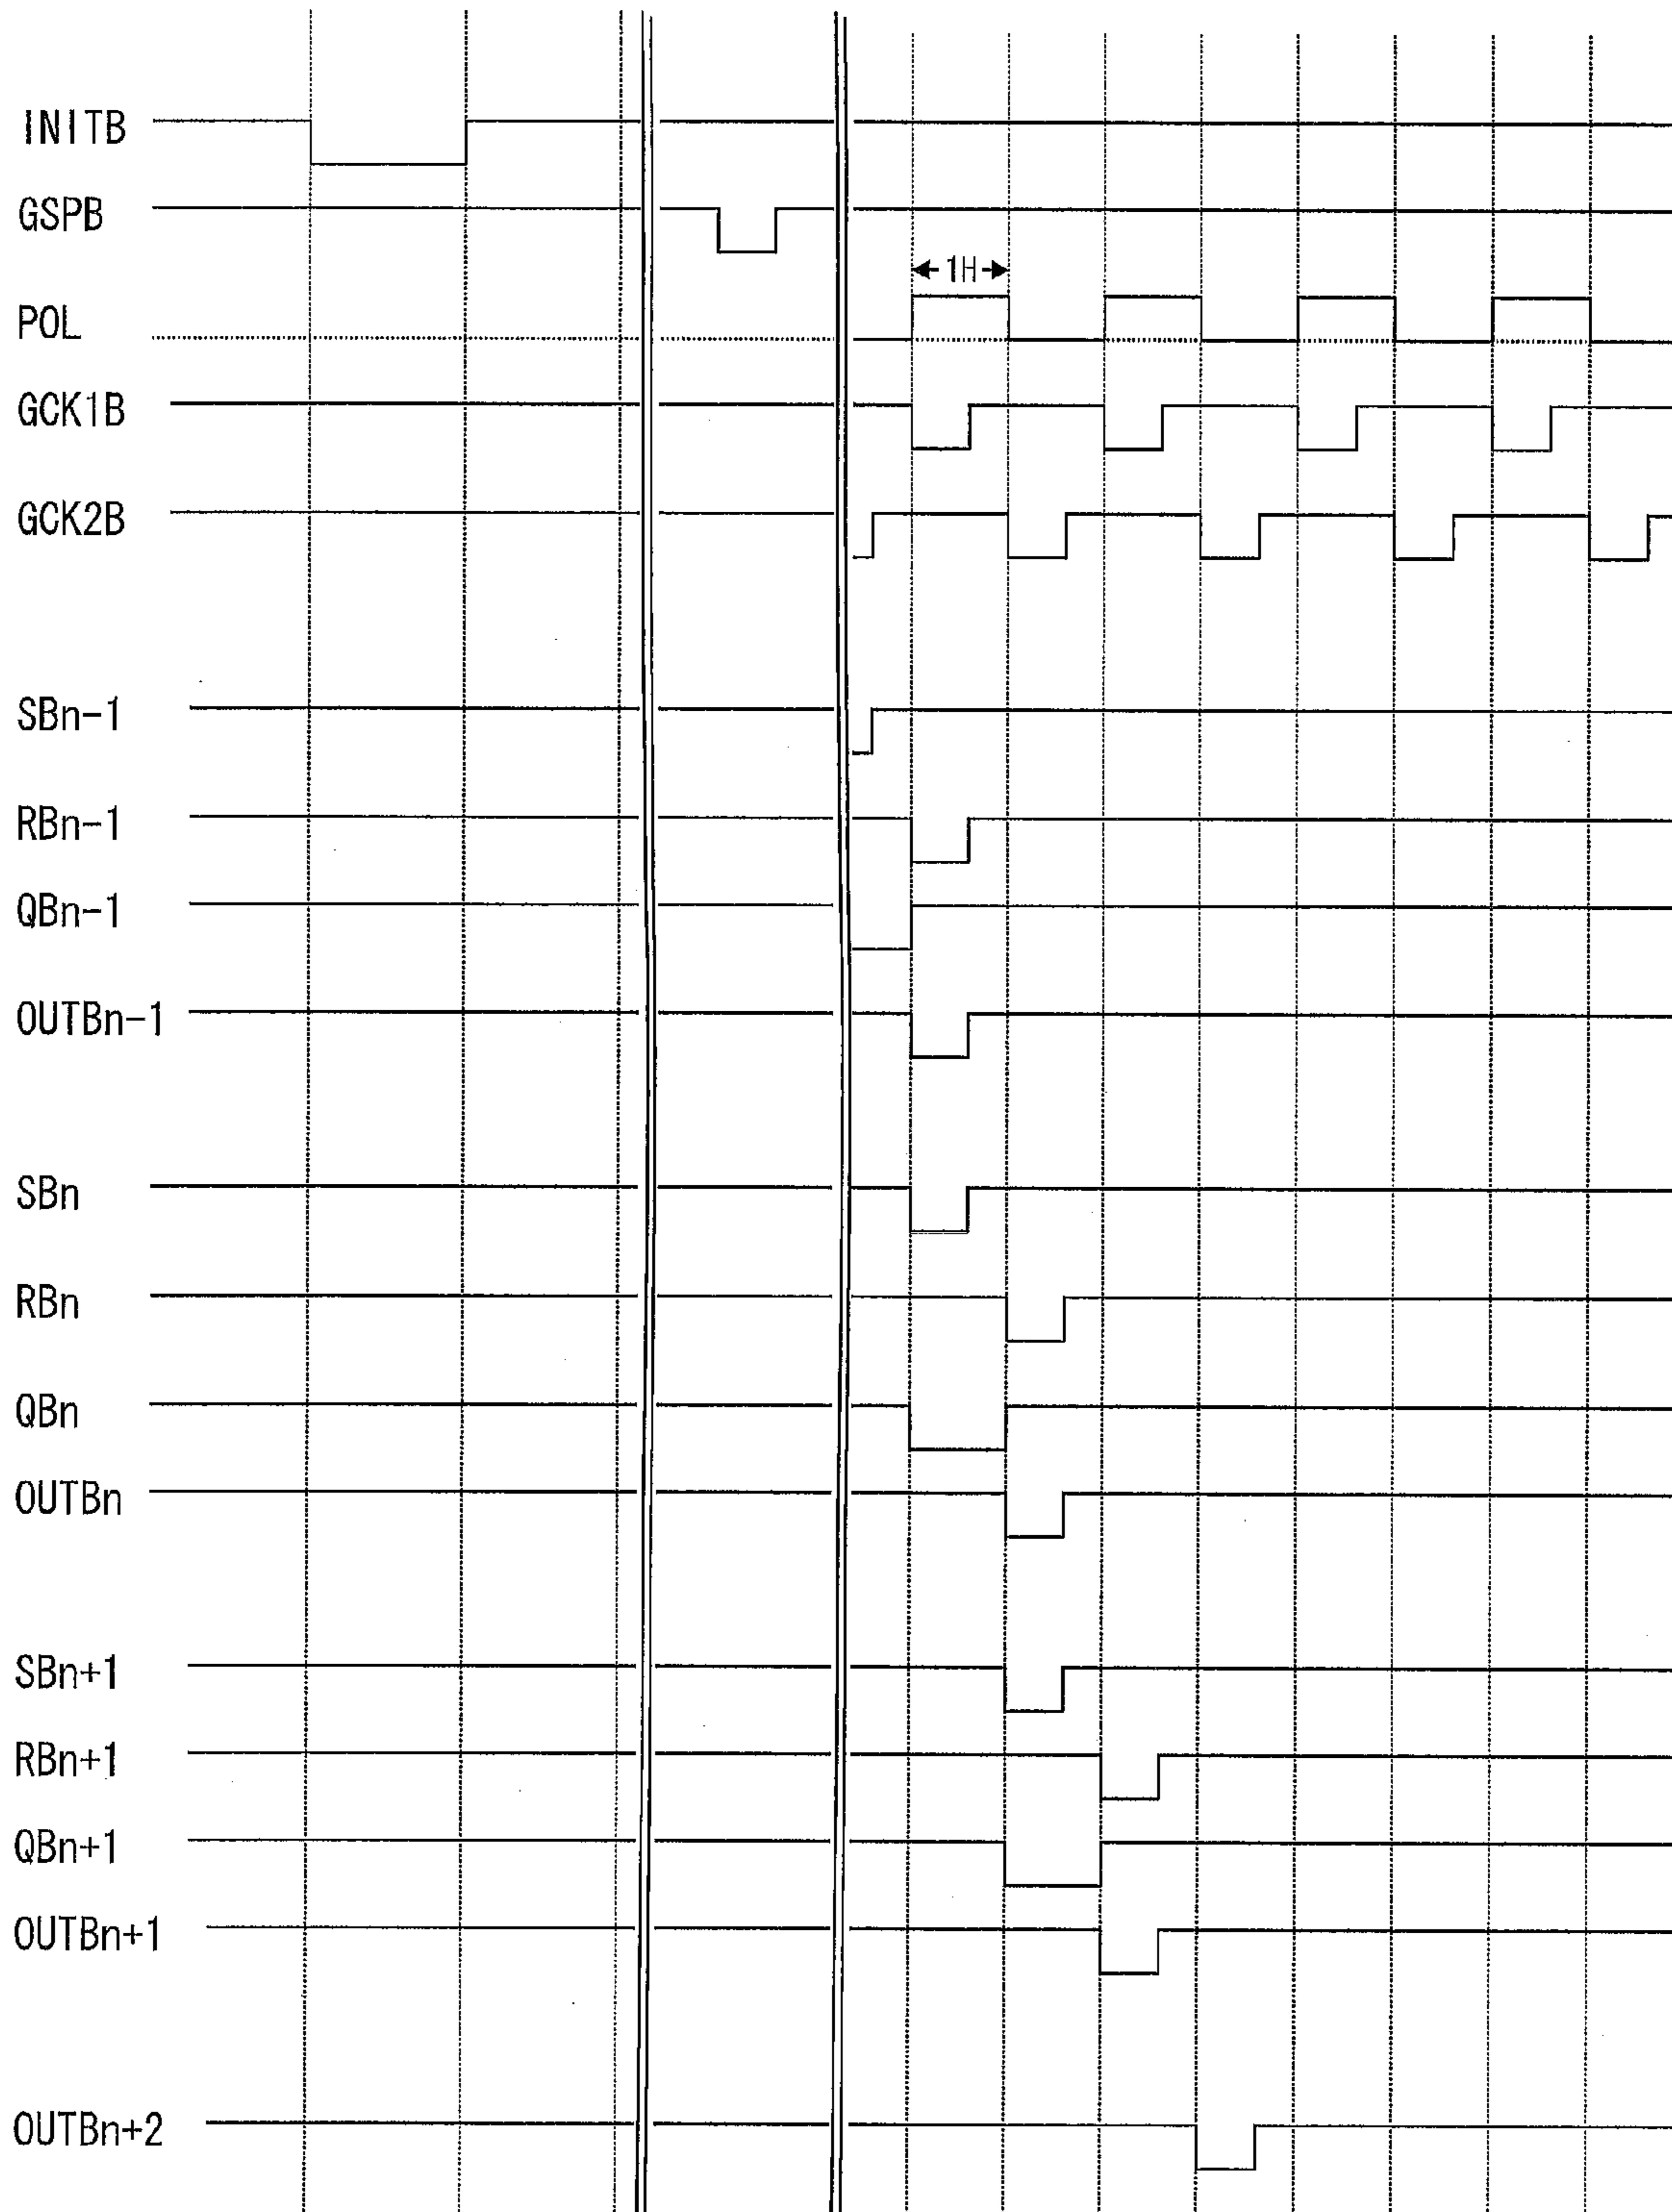 INITB
GSPB
1H
POL
GCK1B
GCK2B
SBn-1
RBn-1
QBn-1
OUTBn-1
SBn
RBn
QBn
OUTBn
SBn+1
RBn+1
QBn+1
OUTBn+1
OUTBn+2